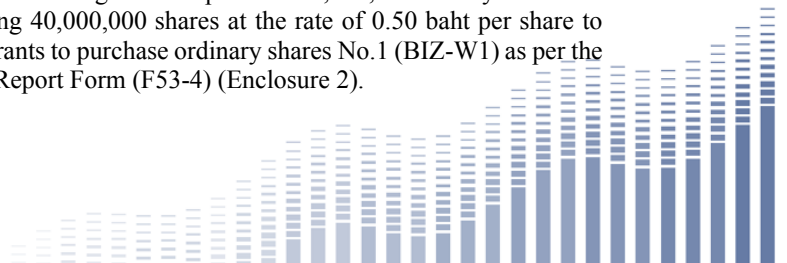 ng 40,000,000 shares at the rate of 0.50 baht per share to
rants to purchase ordinary shares No.1 (BIZ-W1) as per the
Report Form (F53-4) (Enclosure 2).